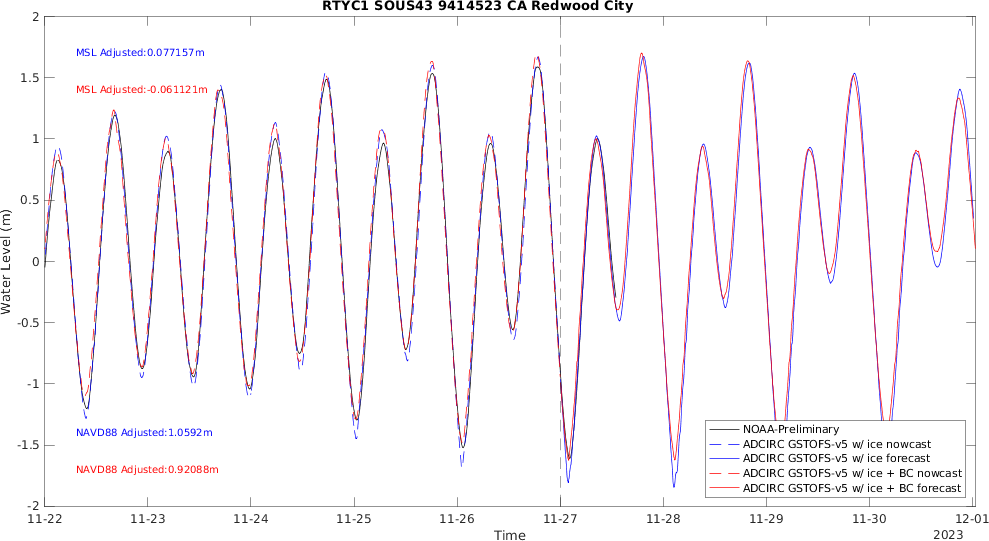 RTYC1 SOUS43 9414523 CA Redwood City
2
1.5
1
0.5
0
-0.5
-1
-1.5
-2
Water Level (m)
MSL Adjusted:0.077157m
MSL Adjusted:-0.061121m
NAVD88 Adjusted:1.0592m
NAVD88 Adjusted:0.92088m
NOAA-Preliminary
ADCIRC GSTOFS-v5 w/ ice nowcast
ADCIRC GSTOFS-v5 w/ ice forecast
ADCIRC GSTOFS-v5 w/ ice + BC nowcast
ADCIRC GSTOFS-v5 w/ ice + BC forecast
11-22 11-23 11-24 11-25 11-26 11-27 11-28 11-29 11-30 12-01
Time
2023